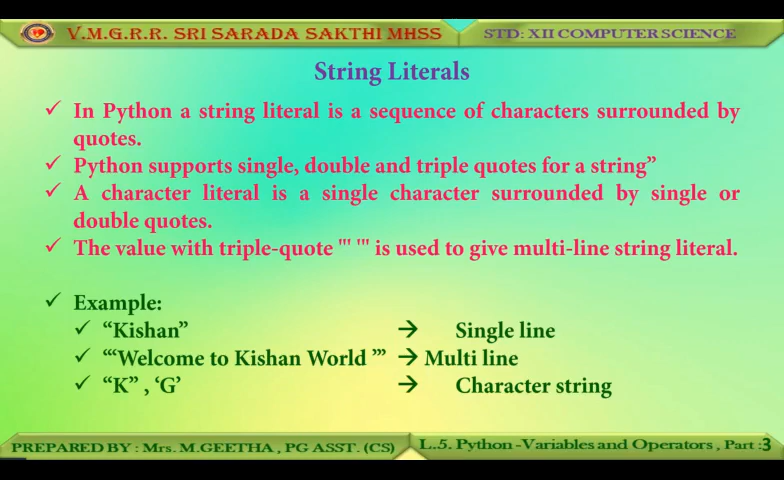 V.M.G.R.R. SRI SARADA SAKTHI MHSS
STD: XII COMPUTER SCIENCE
String Literals
✓ In Python a string literal is a sequence of characters surrounded by
quotes.
✓ Python supports single, double and triple quotes for a string”
✓ A character literal is a single character surrounded by single or
double quotes.
✓ The value with triple-quote "' '" is used to give multi-line string literal.
✓ Example:
✓ “Kishan” → Single line
✓ “‘Welcome to Kishan World ’” → Multi line
✓ “K” , ‘G’ → Character string
PREPARED BY : Mrs. M.GEETHA , PG ASST. (CS)
L.5. Python -Variables and Operators , Part :3